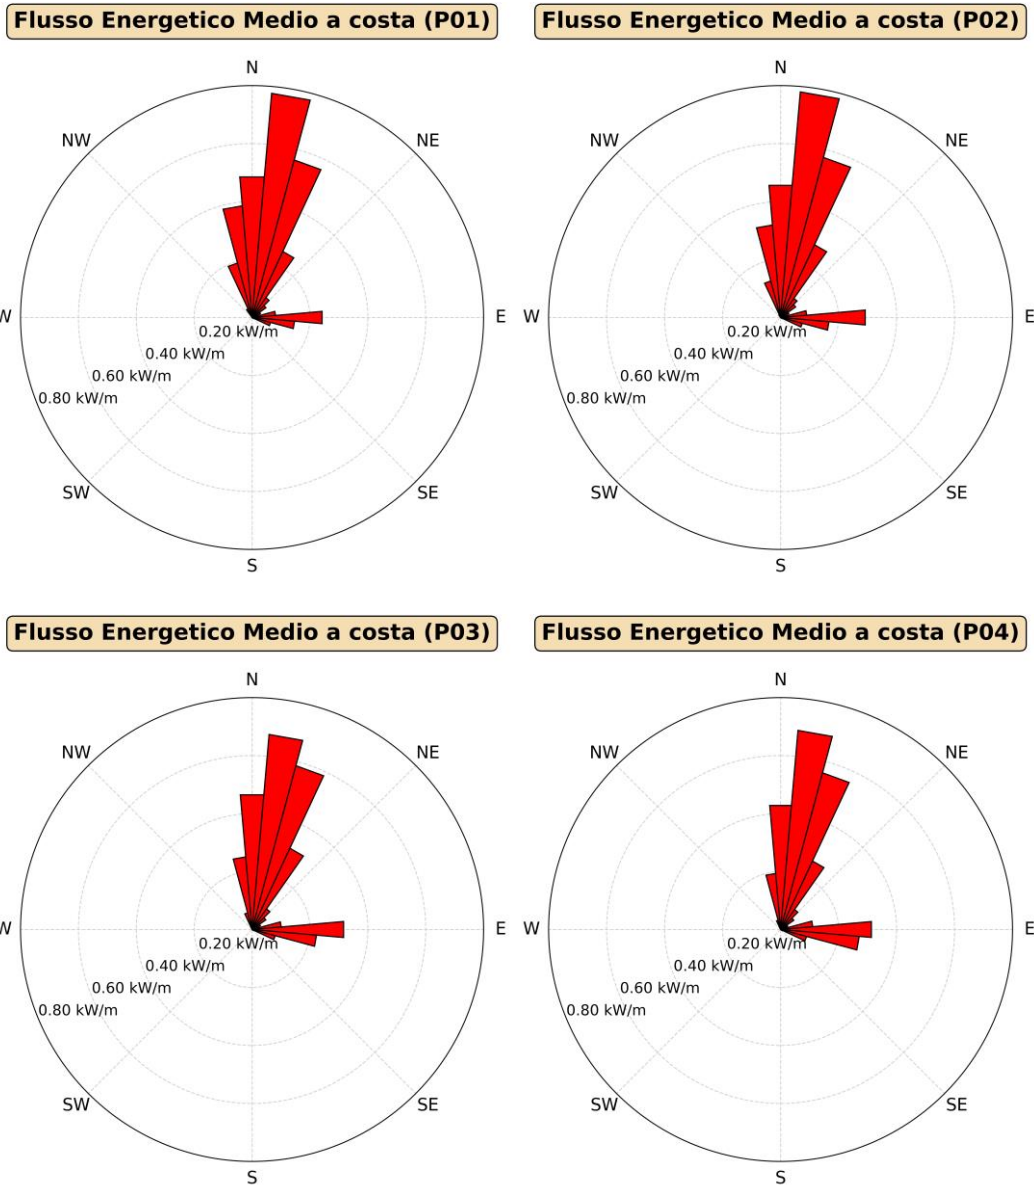 Flusso Energetico Medio a costa (P01)
N
NW
NE
W
E
0.20 kW/m
0.40 kW/m
0.60 kW/m
0.80 kW/m
SW
SE
S
Flusso Energetico Medio a costa (P02)
N
NW
NE
W
E
0.20 kW/m
0.40 kW/m
0.60 kW/m
0.80 kW/m
SW
SE
S
Flusso Energetico Medio a costa (P03)
N
NW
NE
W
E
0.20 kW/m
0.40 kW/m
0.60 kW/m
0.80 kW/m
SW
SE
S
Flusso Energetico Medio a costa (P04)
N
NW
NE
W
E
0.20 kW/m
0.40 kW/m
0.60 kW/m
0.80 kW/m
SW
SE
S